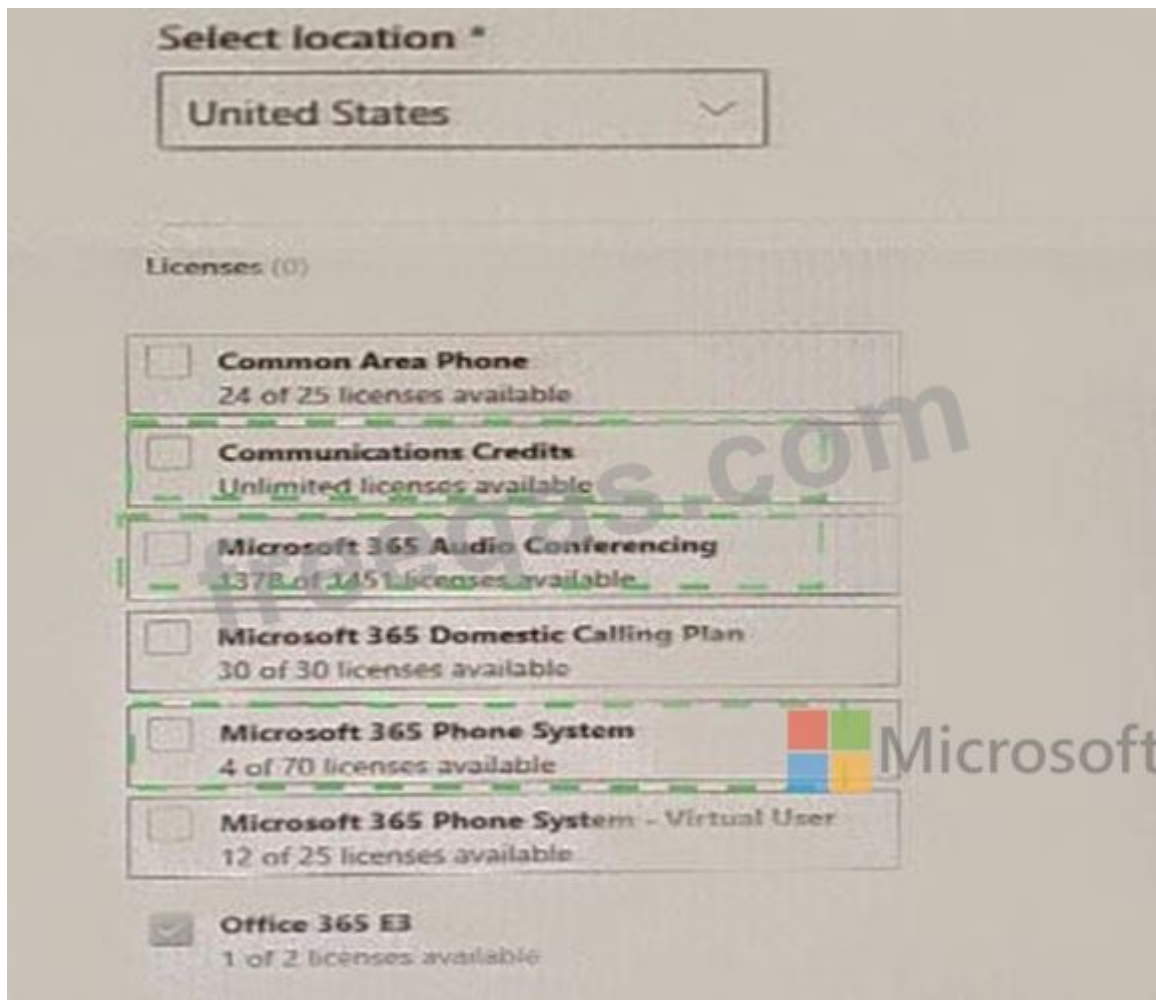 Select location *
United States
Licenses (0)
Common Area Phone
24 of 25 licenses available
Communications Credits
Unlimited licenses available
Microsoft 365 Audio Conferencing
1378 of 1451 licenses available
Microsoft 365 Domestic Calling Plan
30 of 30 licenses available
Microsoft 365 Phone System
4 of 70 licenses available
Microsoft
Microsoft 365 Phone System - Virtual User
12 of 25 licenses available
Office 365 E3
1 of 2 licenses available
freeqas.com